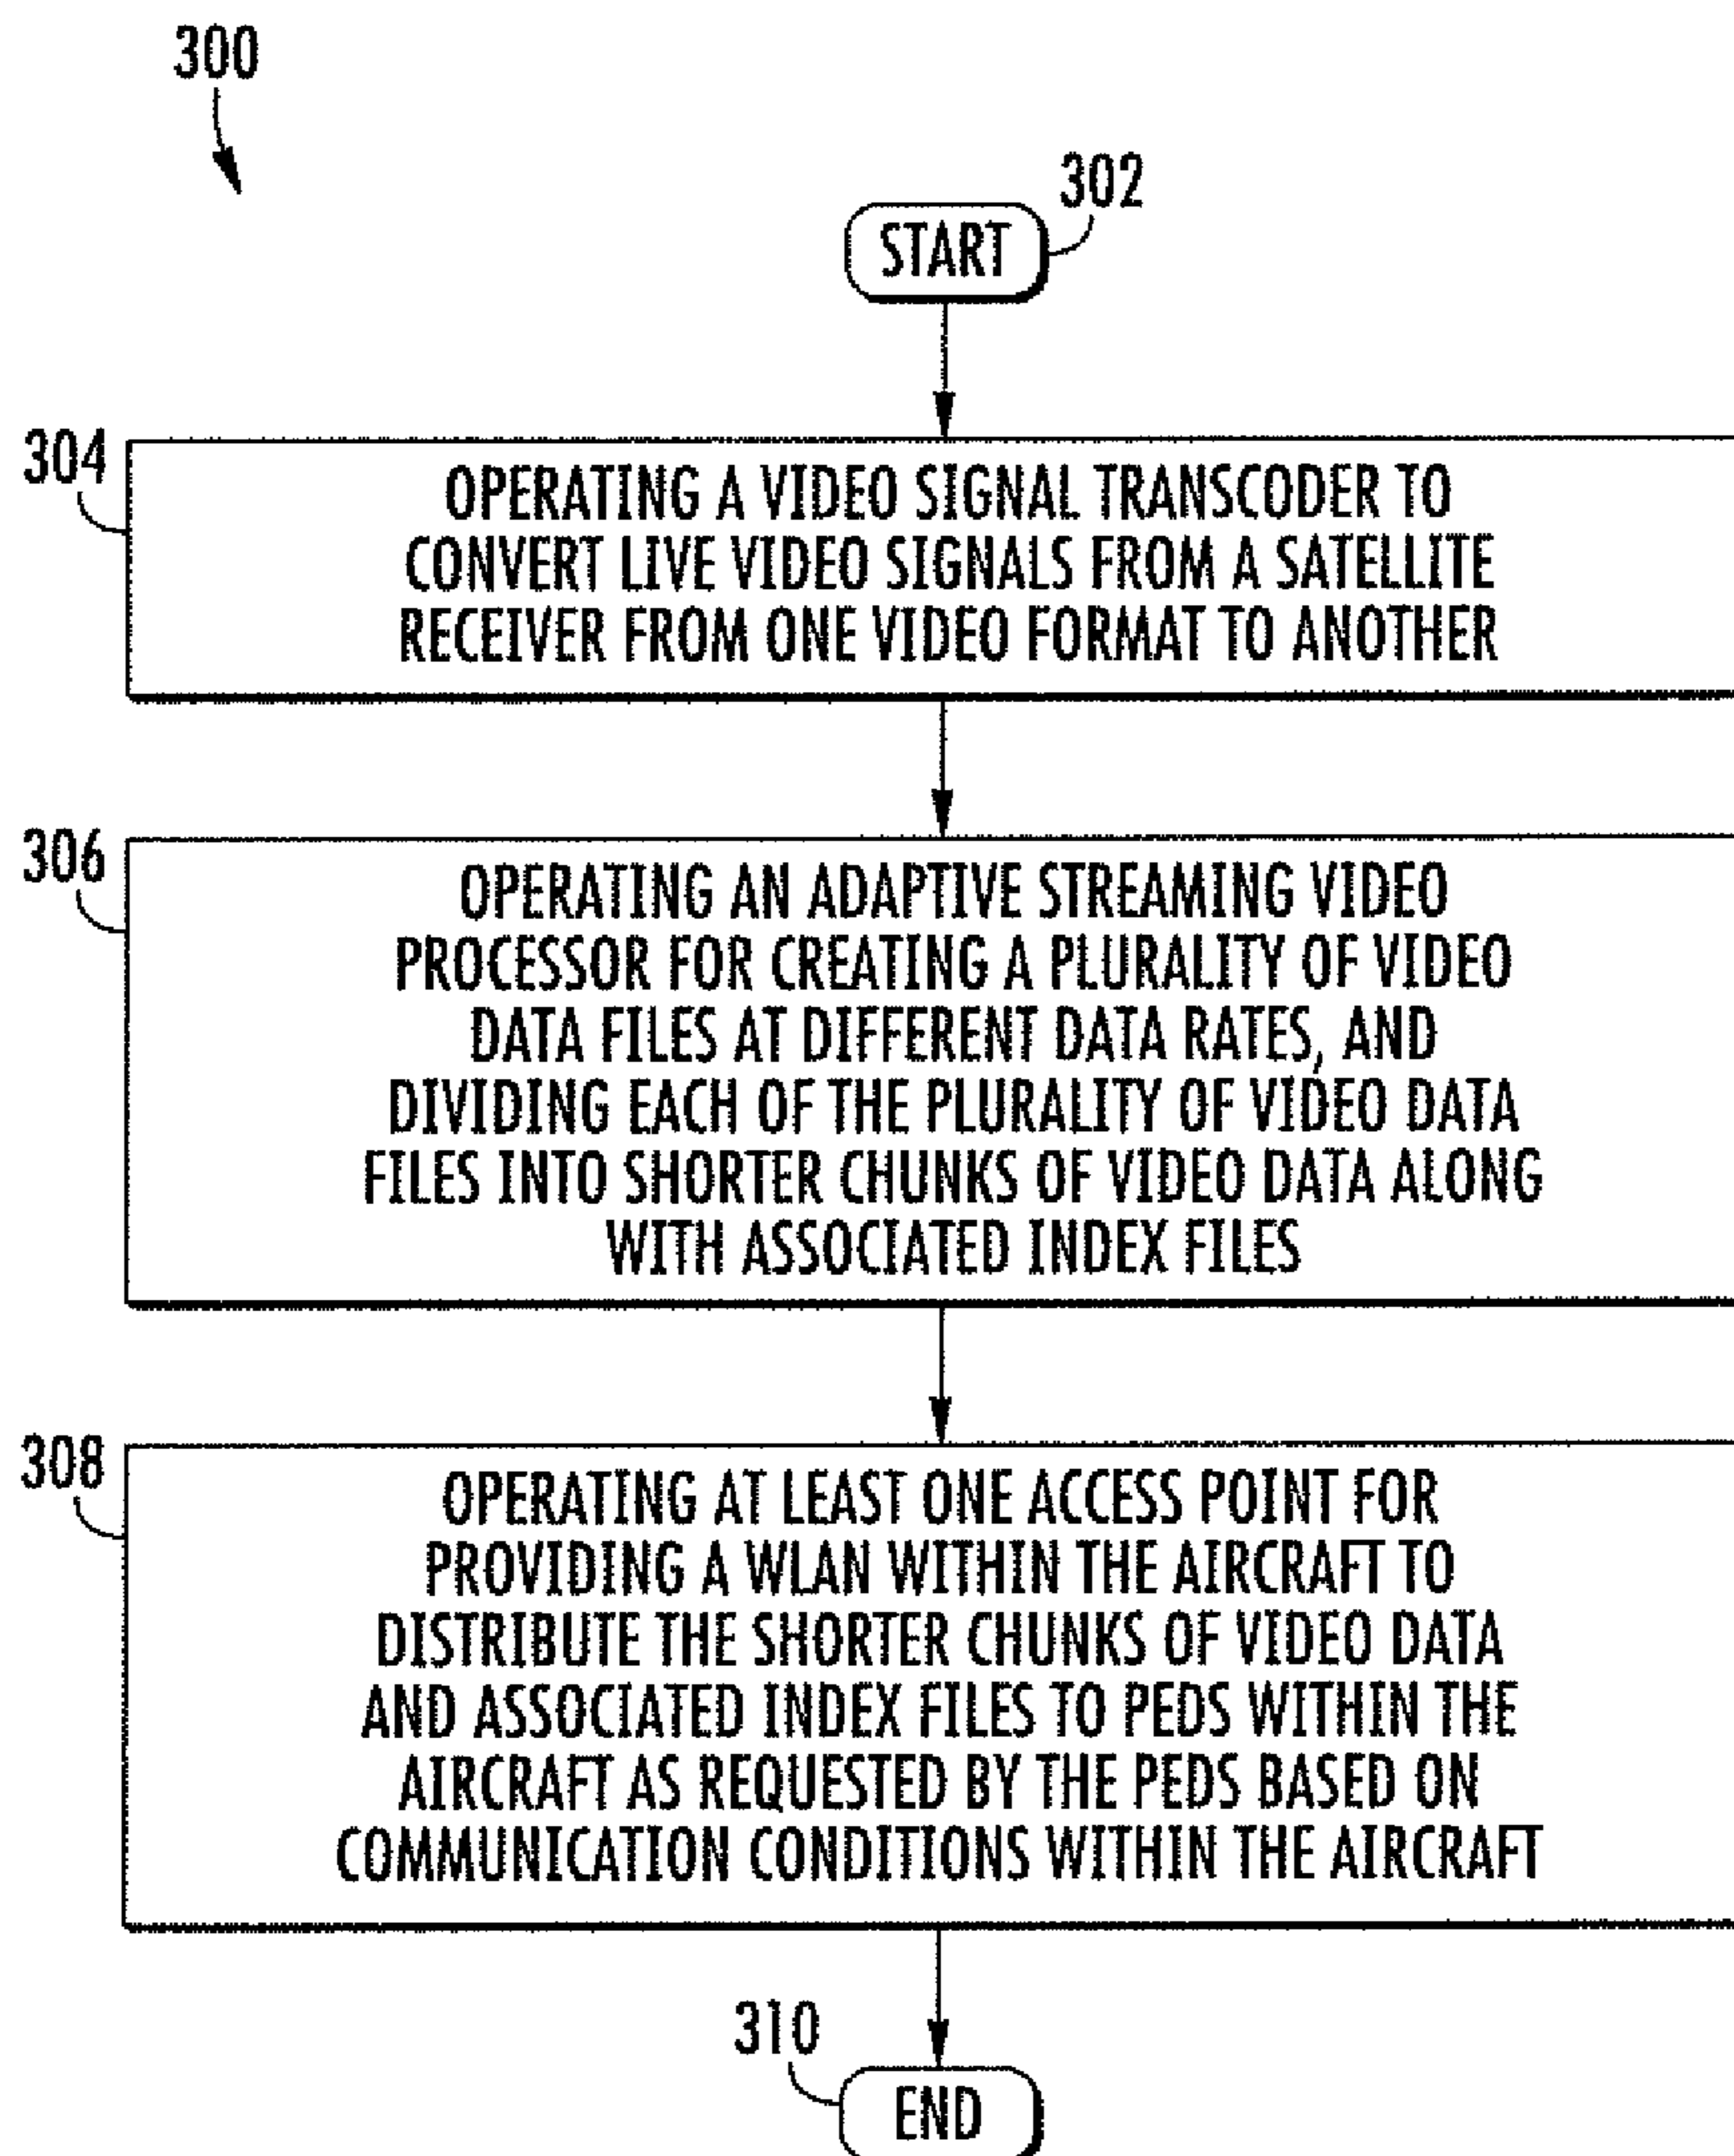 300
302
START
304
OPERATING A VIDEO SIGNAL TRANSCODER TO
CONVERT LIVE VIDEO SIGNALS FROM A SATELLITE
RECEIVER FROM ONE VIDEO FORMAT TO ANOTHER
306
OPERATING AN ADAPTIVE STREAMING VIDEO
PROCESSOR FOR CREATING A PLURALITY OF VIDEO
DATA FILES AT DIFFERENT DATA RATES, AND
DIVIDING EACH OF THE PLURALITY OF VIDEO DATA
FILES INTO SHORTER CHUNKS OF VIDEO DATA ALONG
WITH ASSOCIATED INDEX FILES
308
OPERATING AT LEAST ONE ACCESS POINT FOR
PROVIDING A WLAN WITHIN THE AIRCRAFT TO
DISTRIBUTE THE SHORTER CHUNKS OF VIDEO DATA
AND ASSOCIATED INDEX FILES TO PEDS WITHIN THE
AIRCRAFT AS REQUESTED BY THE PEDS BASED ON
COMMUNICATION CONDITIONS WITHIN THE AIRCRAFT
310
END